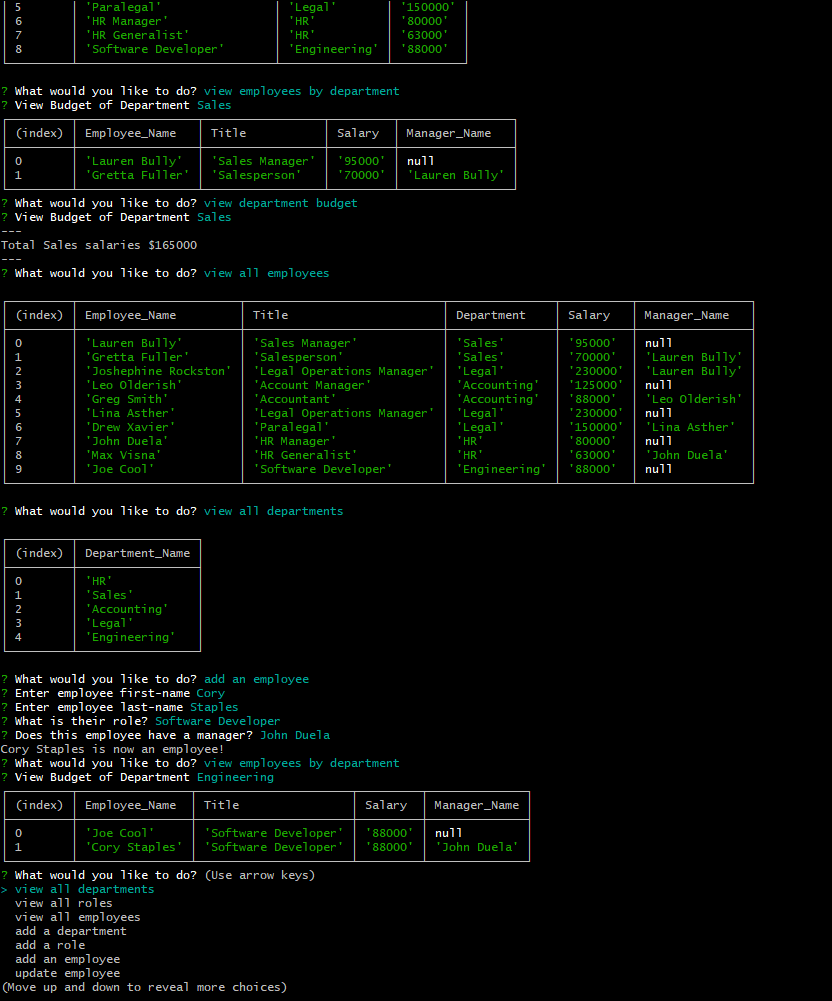 5 'Paralegal' 'Legal' '150000'
6 'HR Manager' 'HR' '80000'
7 'HR Generalist' 'HR' '63000'
8 'Software Developer' 'Engineering' '88000'
? What would you like to do? view employees by department
? View Budget of Department Sales
(index) Employee_Name Title Salary Manager_Name
0 'Lauren Bully' 'Sales Manager' '95000' null
1 'Gretta Fuller' 'Salesperson' '70000' 'Lauren Bully'
? What would you like to do? view department budget
? View Budget of Department Sales
---
Total Sales salaries $165000
---
? What would you like to do? view all employees
(index) Employee_Name Title Department Salary Manager_Name
0 'Lauren Bully' 'Sales Manager' 'Sales' '95000' null
1 'Gretta Fuller' 'Salesperson' 'Sales' '70000' 'Lauren Bully'
2 'Joshephine Rockston' 'Legal Operations Manager' 'Legal' '230000' 'Lauren Bully'
3 'Leo Olderish' 'Account Manager' 'Accounting' '125000' null
4 'Greg Smith' 'Accountant' 'Accounting' '88000' 'Leo Olderish'
5 'Lina Asther' 'Legal Operations Manager' 'Legal' '230000' null
6 'Drew Xavier' 'Paralegal' 'Legal' '150000' 'Lina Asther'
7 'John Duela' 'HR Manager' 'HR' '80000' null
8 'Max Visna' 'HR Generalist' 'HR' '63000' 'John Duela'
9 'Joe Cool' 'Software Developer' 'Engineering' '88000' null
? What would you like to do? view all departments
(index) Department_Name
0 'HR'
1 'Sales'
2 'Accounting'
3 'Legal'
4 'Engineering'
? What would you like to do? add an employee
? Enter employee first-name Cory
? Enter employee last-name Staples
? What is their role? Software Developer
? Does this employee have a manager? John Duela
Cory Staples is now an employee!
? What would you like to do? view employees by department
? View Budget of Department Engineering
(index) Employee_Name Title Salary Manager_Name
0 'Joe Cool' 'Software Developer' '88000' null
1 'Cory Staples' 'Software Developer' '88000' 'John Duela'
? What would you like to do? (Use arrow keys)
> view all departments
view all roles
view all employees
add a department
add a role
add an employee
update employee
(Move up and down to reveal more choices)